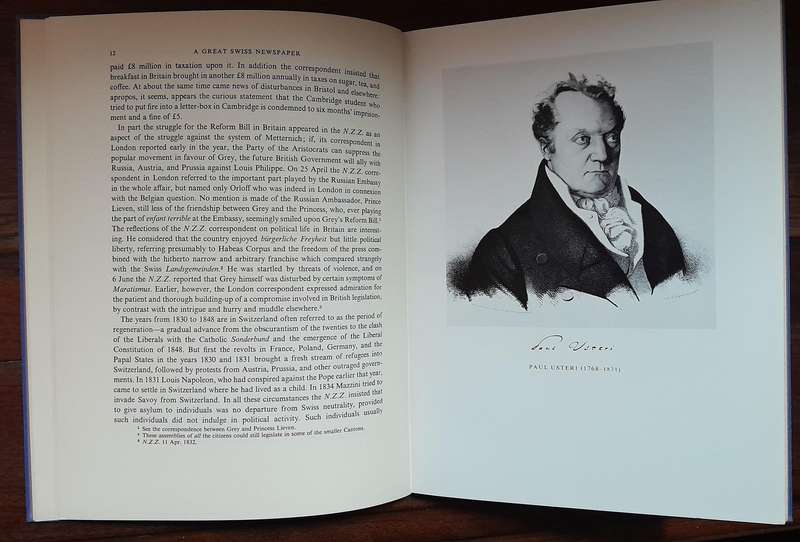 12 A GREAT SWISS NEWSPAPER
paid £8 million in taxation upon it. In addition the correspondent insisted that
breakfast in Britain brought in another £8 million annually in taxes on sugar, tea, and
coffee. At about the same time came news of disturbances in Bristol and elsewhere:
apropos, it seems, appears the curious statement that the Cambridge student who
tried to put fire into a letter-box in Cambridge is condemned to six months' imprison-
ment and a fine of £5.
In part the struggle for the Reform Bill in Britain appeared in the N.Z.Z. as an
aspect of the struggle against the system of Metternich; if, its correspondent in
London reported early in the year, the Party of the Aristocrats can suppress the
popular movement in favour of Grey, the future British Government will ally with
Russia, Austria, and Prussia against Louis Philippe. On 25 April the N.Z.Z. corre-
spondent in London referred to the important part played by the Russian Embassy
in the whole affair, but named only Orloff who was indeed in London in connexion
with the Belgian question. No mention is made of the Russian Ambassador, Prince
Lieven, still less of the friendship between Grey and the Princess, who, ever playing
the part of enfant terrible at the Embassy, seemingly smiled upon Grey's Reform Bill.¹
The reflections of the N.Z.Z. correspondent on political life in Britain are interest-
ing. He considered that the country enjoyed bürgerliche Freyheit but little political
liberty, referring presumably to Habeas Corpus and the freedom of the press com-
bined with the hitherto narrow and arbitrary franchise which compared strangely
with the Swiss Landsgemeinden.² He was startled by threats of violence, and on
6 June the N.Z.Z. reported that Grey himself was disturbed by certain symptoms of
Maratismus. Earlier, however, the London correspondent expressed admiration for
the patient and thorough building-up of a compromise involved in British legislation,
by contrast with the intrigue and hurry and muddle elsewhere.³
The years from 1830 to 1848 are in Switzerland often referred to as the period of
regeneration—a gradual advance from the obscurantism of the twenties to the clash
of the Liberals with the Catholic Sonderbund and the emergence of the Liberal
Constitution of 1848. But first the revolts in France, Poland, Germany, and the
Papal States in the years 1830 and 1831 brought a fresh stream of refugees into
Switzerland, followed by protests from Austria, Prussia, and other outraged govern-
ments. In 1831 Louis Napoleon, who had conspired against the Pope earlier that year,
came to settle in Switzerland where he had lived as a child. In 1834 Mazzini tried to
invade Savoy from Switzerland. In all these circumstances the N.Z.Z. insisted that
to give asylum to individuals was no departure from Swiss neutrality, provided
such individuals did not indulge in political activity. Such individuals usually
¹ See the correspondence between Grey and Princess Lieven.
² These assemblies of all the citizens could still legislate in some of the smaller Cantons.
³ N.Z.Z. 11 Apr. 1832.
Paul Usteri
PAUL USTERI (1768–1831)